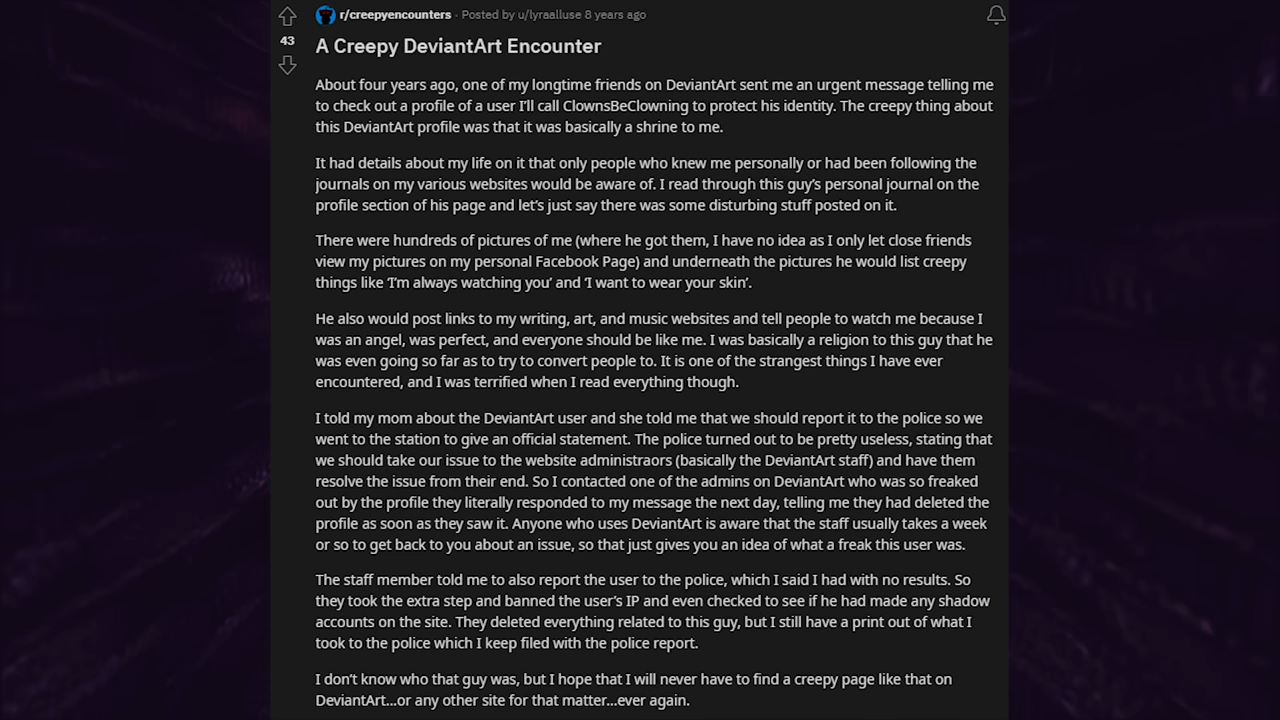 r/creepyencounters · Posted by u/lyraalluse 8 years ago
43
A Creepy DeviantArt Encounter
About four years ago, one of my longtime friends on DeviantArt sent me an urgent message telling me
to check out a profile of a user I'll call ClownsBeClowning to protect his identity. The creepy thing about
this DeviantArt profile was that it was basically a shrine to me.
It had details about my life on it that only people who knew me personally or had been following the
journals on my various websites would be aware of. I read through this guy's personal journal on the
profile section of his page and let's just say there was some disturbing stuff posted on it.
There were hundreds of pictures of me (where he got them, I have no idea as I only let close friends
view my pictures on my personal Facebook Page) and underneath the pictures he would list creepy
things like 'I'm always watching you' and 'I want to wear your skin'.
He also would post links to my writing, art, and music websites and tell people to watch me because I
was an angel, was perfect, and everyone should be like me. I was basically a religion to this guy that he
was even going so far as to try to convert people to. It is one of the strangest things I have ever
encountered, and I was terrified when I read everything though.
I told my mom about the DeviantArt user and she told me that we should report it to the police so we
went to the station to give an official statement. The police turned out to be pretty useless, stating that
we should take our issue to the website administraors (basically the DeviantArt staff) and have them
resolve the issue from their end. So I contacted one of the admins on DeviantArt who was so freaked
out by the profile they literally responded to my message the next day, telling me they had deleted the
profile as soon as they saw it. Anyone who uses DeviantArt is aware that the staff usually takes a week
or so to get back to you about an issue, so that just gives you an idea of what a freak this user was.
The staff member told me to also report the user to the police, which I said I had with no results. So
they took the extra step and banned the user's IP and even checked to see if he had made any shadow
accounts on the site. They deleted everything related to this guy, but I still have a print out of what I
took to the police which I keep filed with the police report.
I don't know who that guy was, but I hope that I will never have to find a creepy page like that on
DeviantArt...or any other site for that matter...ever again.